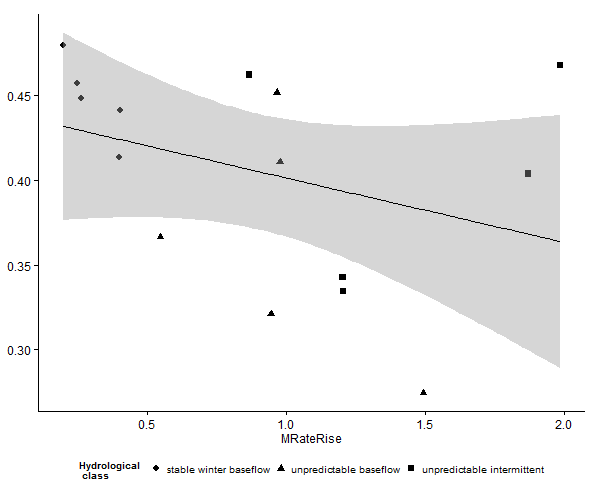 0.45
0.40
0.35
0.30
0.5 1.0 1.5 2.0
MRateRise
Hydrological
class
stable winter baseflow unpredictable baseflow unpredictable intermittent